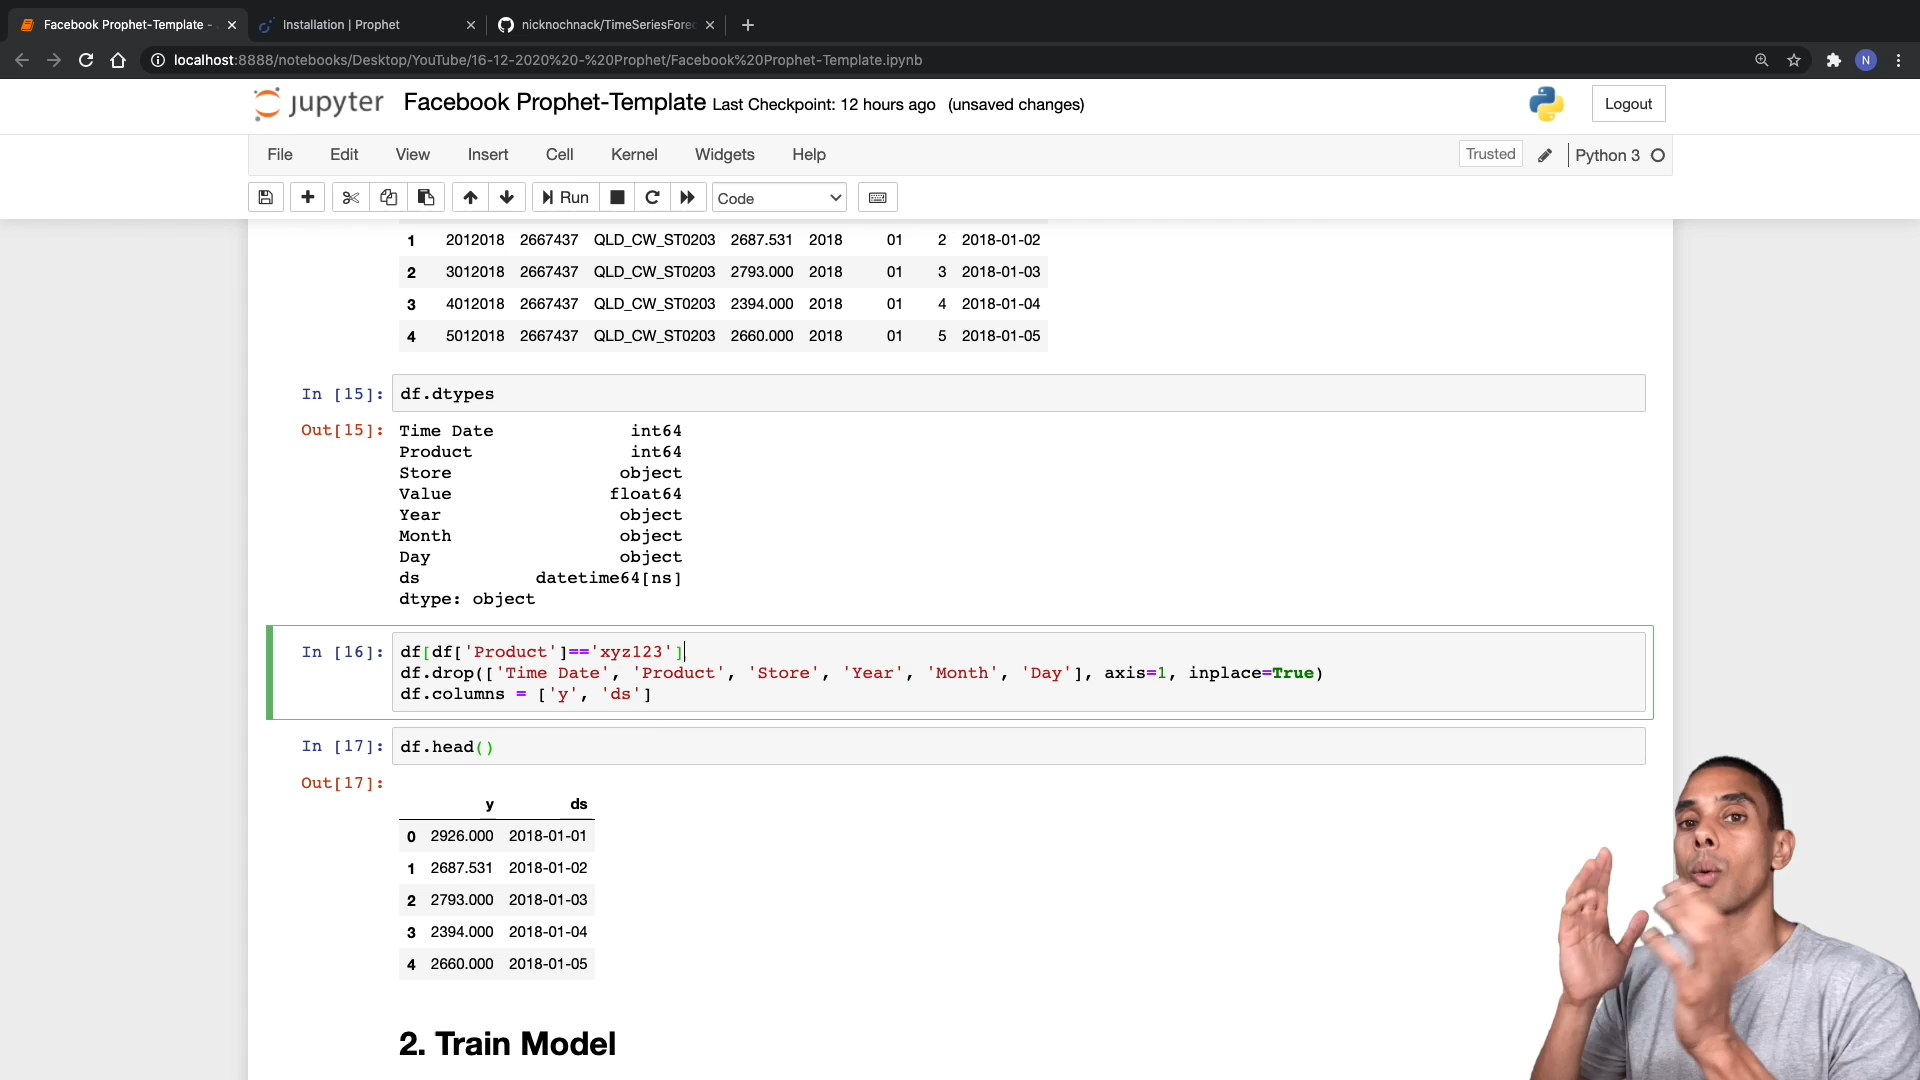 Facebook Prophet-Template -
Installation | Prophet
nicknochnack/TimeSeriesForec
localhost:8888/notebooks/Desktop/YouTube/16-12-2020%20-%20Prophet/Facebook%20Prophet-Template.ipynb
N
jupyter Facebook Prophet-Template Last Checkpoint: 12 hours ago (unsaved changes)
Logout
File Edit View Insert Cell Kernel Widgets Help
Trusted Python 3
Run Code
1 2012018 2667437 QLD_CW_ST0203 2687.531 2018 01 2 2018-01-02
2 3012018 2667437 QLD_CW_ST0203 2793.000 2018 01 3 2018-01-03
3 4012018 2667437 QLD_CW_ST0203 2394.000 2018 01 4 2018-01-04
4 5012018 2667437 QLD_CW_ST0203 2660.000 2018 01 5 2018-01-05
In [15]: df.dtypes
Out[15]: Time Date int64
Product int64
Store object
Value float64
Year object
Month object
Day object
ds datetime64[ns]
dtype: object
In [16]: df[df['Product']=='xyz123']
df.drop(['Time Date', 'Product', 'Store', 'Year', 'Month', 'Day'], axis=1, inplace=True)
df.columns = ['y', 'ds']
In [17]: df.head()
Out[17]:
y ds
0 2926.000 2018-01-01
1 2687.531 2018-01-02
2 2793.000 2018-01-03
3 2394.000 2018-01-04
4 2660.000 2018-01-05
2. Train Model